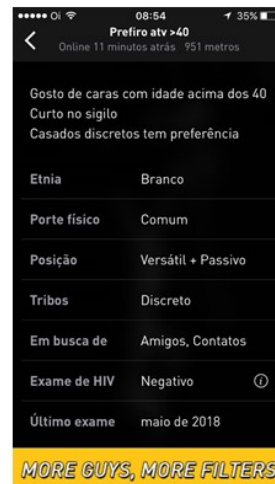 Oi 08:54 35%
Prefiro atv >40
Online 11 minutos atrás 951 metros
Gosto de caras com idade acima dos 40
Curto no sigilo
Casados discretos tem preferência
Etnia Branco
Porte físico Comum
Posição Versátil + Passivo
Tribos Discreto
Em busca de Amigos, Contatos
Exame de HIV Negativo
Último exame maio de 2018
MORE GUYS, MORE FILTERS